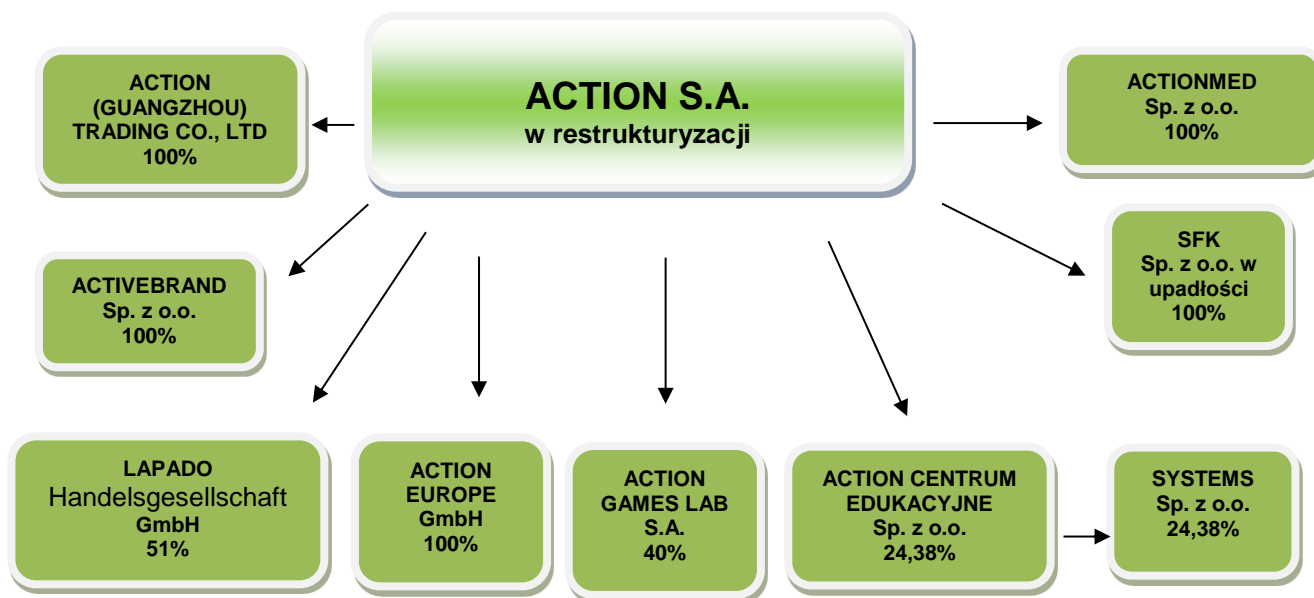 ACTION S.A.
w restrukturyzacji
ACTION
(GUANGZHOU)
TRADING CO., LTD
100%
ACTIONMED
Sp. z o.o.
100%
ACTIVEBRAND
Sp. z o.o.
100%
SFK
Sp. z o.o. w
upadłości
100%
LAPADO
Handelsgesellschaft
GmbH
51%
ACTION
EUROPE
GmbH
100%
ACTION
GAMES LAB
S.A.
40%
ACTION CENTRUM
EDUKACYJNE
Sp. z o.o.
24,38%
SYSTEMS
Sp. z o.o.
24,38%